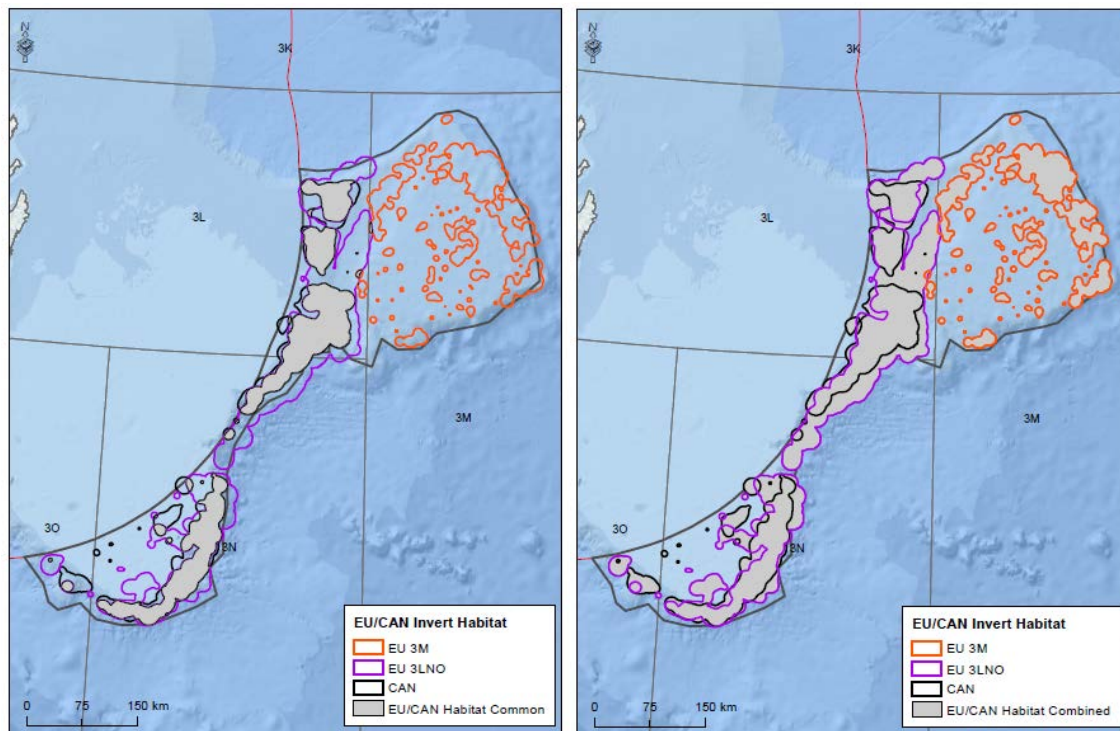 N
3K
3L
3M
3O
3N
EU/CAN Invert Habitat
EU 3M
EU 3LNO
CAN
EU/CAN Habitat Common
0 75 150 km
N
3K
3L
3M
3O
3N
EU/CAN Invert Habitat
EU 3M
EU 3LNO
CAN
EU/CAN Habitat Combined
0 75 150 km